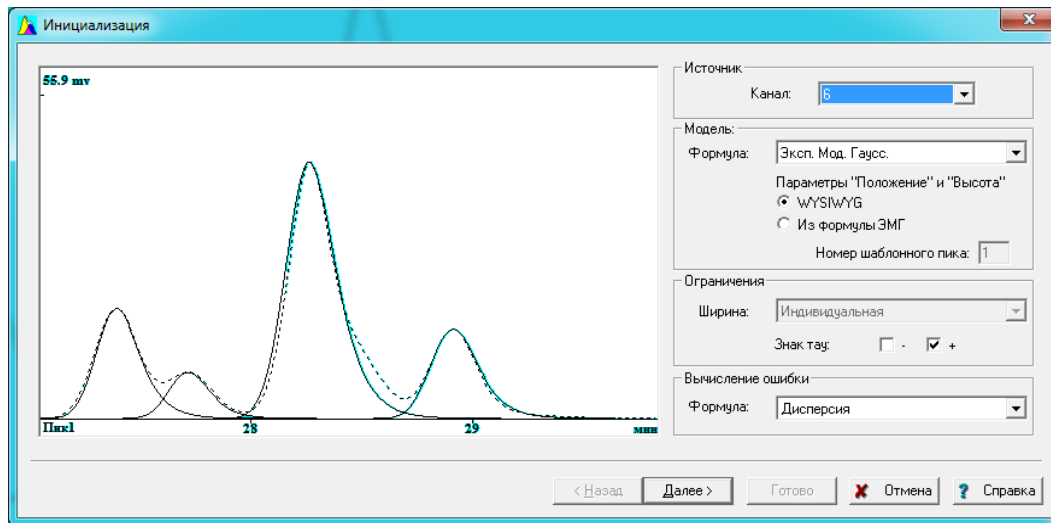 Инициализация
55.9 mv
Пик1
28
29
мин
Источник
Канал: 6
Модель:
Формула: Эксп. Мод. Гаусс.
Параметры "Положение" и "Высота"
WYSIWYG
Из формулы ЭМГ
Номер шаблонного пика: 1
Ограничения
Ширина: Индивидуальная
Знак тау: - +
Вычисление ошибки
Формула: Дисперсия
< Назад Далее > Готово Отмена ? Справка